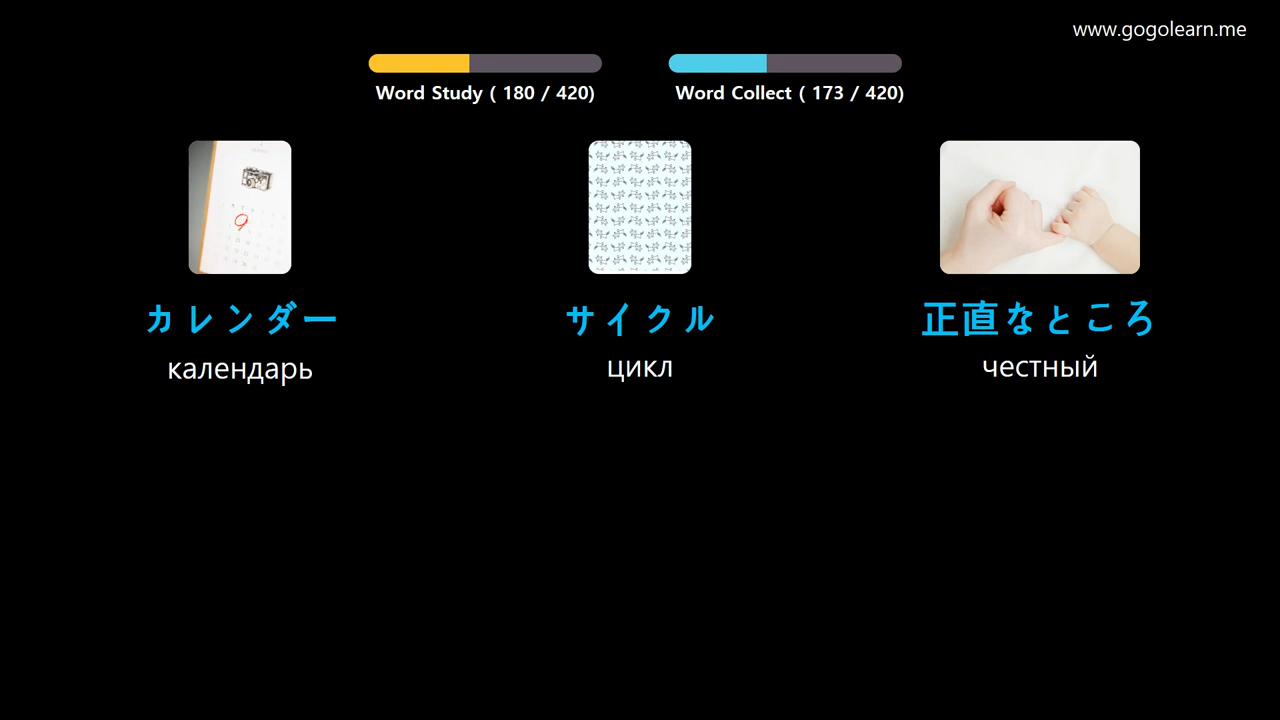 www.gogolearn.me
Word Study ( 180 / 420)
Word Collect ( 173 / 420)
9
カレンダー
サイクル
正直なところ
календарь
цикл
честный